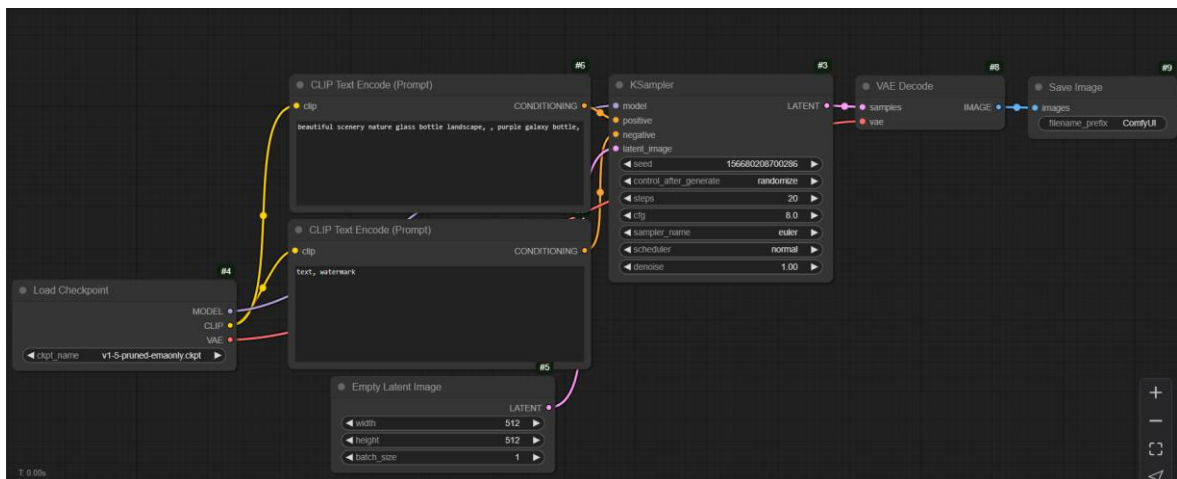 #6
CLIP Text Encode (Prompt)
clip
CONDITIONING
beautiful scenery nature glass bottle landscape, , purple galaxy bottle,
CLIP Text Encode (Prompt)
clip
CONDITIONING
text, watermark
#4
Load Checkpoint
MODEL
CLIP
VAE
ckpt_name v1-5-pruned-emaonly.ckpt
#5
Empty Latent Image
LATENT
width 512
height 512
batch_size 1
#3
KSampler
model LATENT
positive
negative
latent_image
seed 156680208700286
control_after_generate randomize
steps 20
cfg 8.0
sampler_name euler
scheduler normal
denoise 1.00
#8
VAE Decode
samples IMAGE
vae
#9
Save Image
images
filename_prefix ComfyUI
T: 0.00s